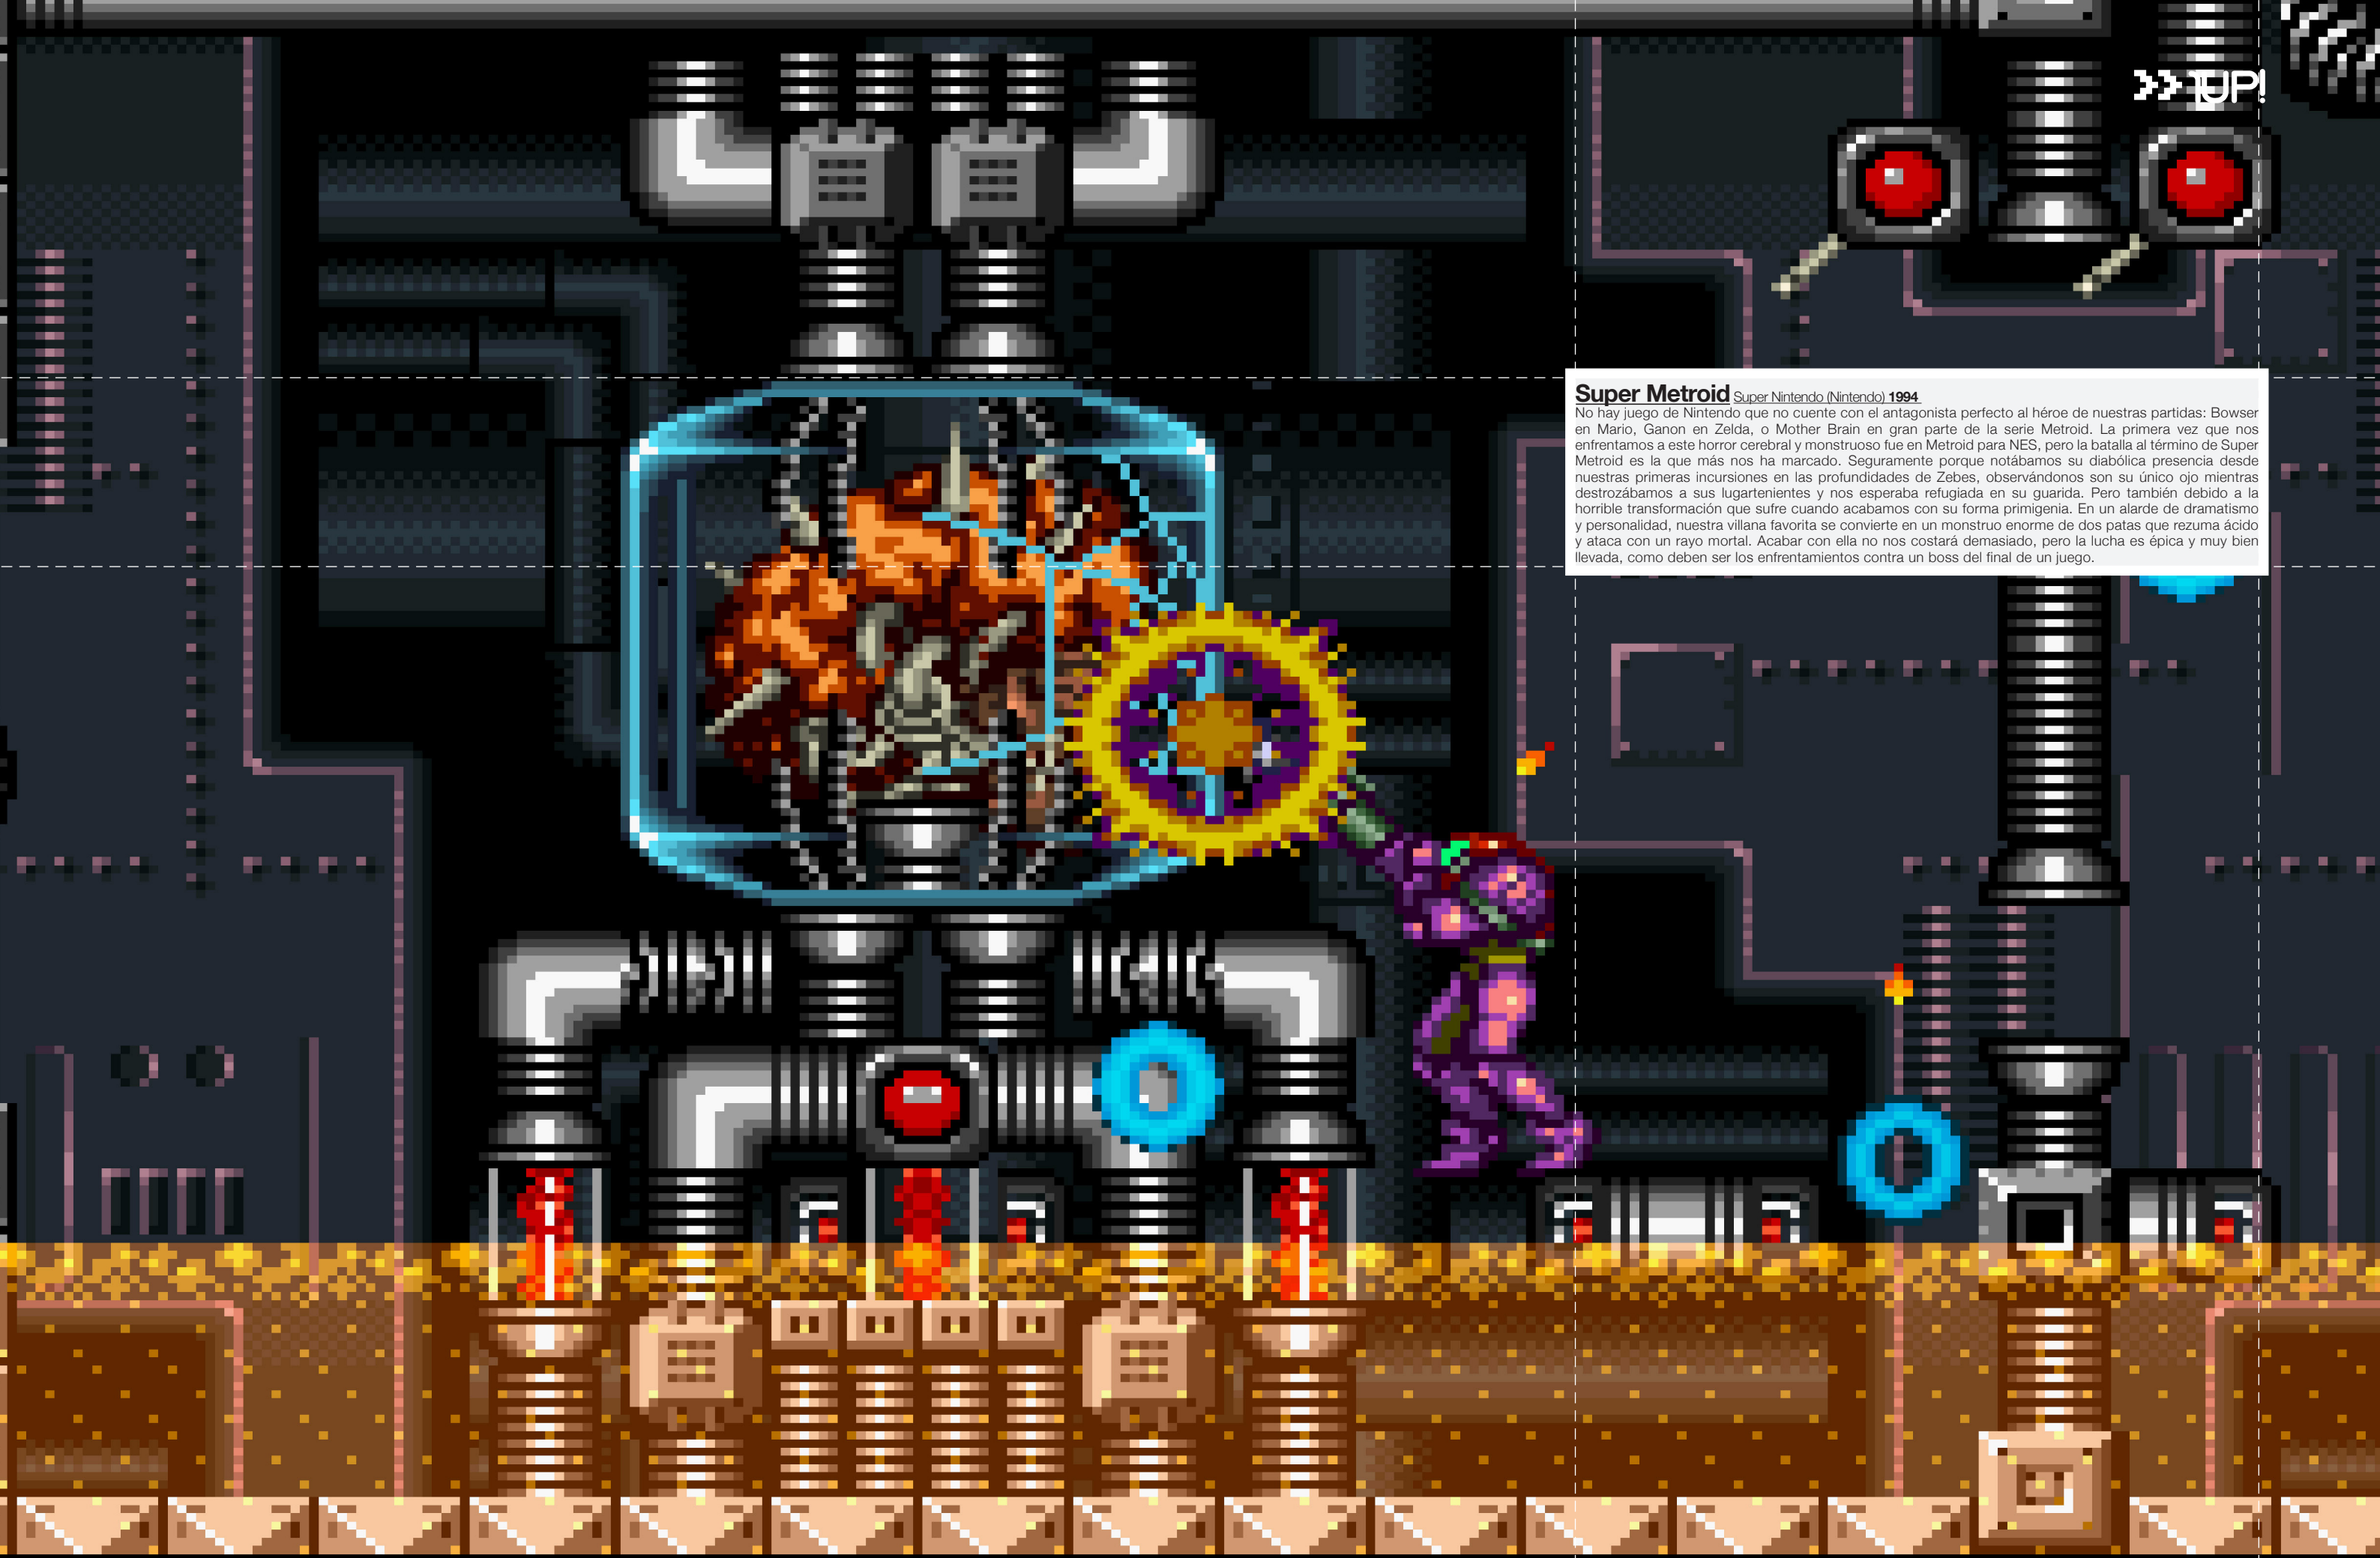 1UP!
Super Metroid Super Nintendo (Nintendo) 1994
No hay juego de Nintendo que no cuente con el antagonista perfecto al héroe de nuestras partidas: Bowser
en Mario, Ganon en Zelda, o Mother Brain en gran parte de la serie Metroid. La primera vez que nos
enfrentamos a este horror cerebral y monstruoso fue en Metroid para NES, pero la batalla al término de Super
Metroid es la que más nos ha marcado. Seguramente porque notábamos su diabólica presencia desde
nuestras primeras incursiones en las profundidades de Zebes, observándonos son su único ojo mientras
destrozábamos a sus lugartenientes y nos esperaba refugiada en su guarida. Pero también debido a la
horrible transformación que sufre cuando acabamos con su forma primigenia. En un alarde de dramatismo
y personalidad, nuestra villana favorita se convierte en un monstruo enorme de dos patas que rezuma ácido
y ataca con un rayo mortal. Acabar con ella no nos costará demasiado, pero la lucha es épica y muy bien
llevada, como deben ser los enfrentamientos contra un boss del final de un juego.